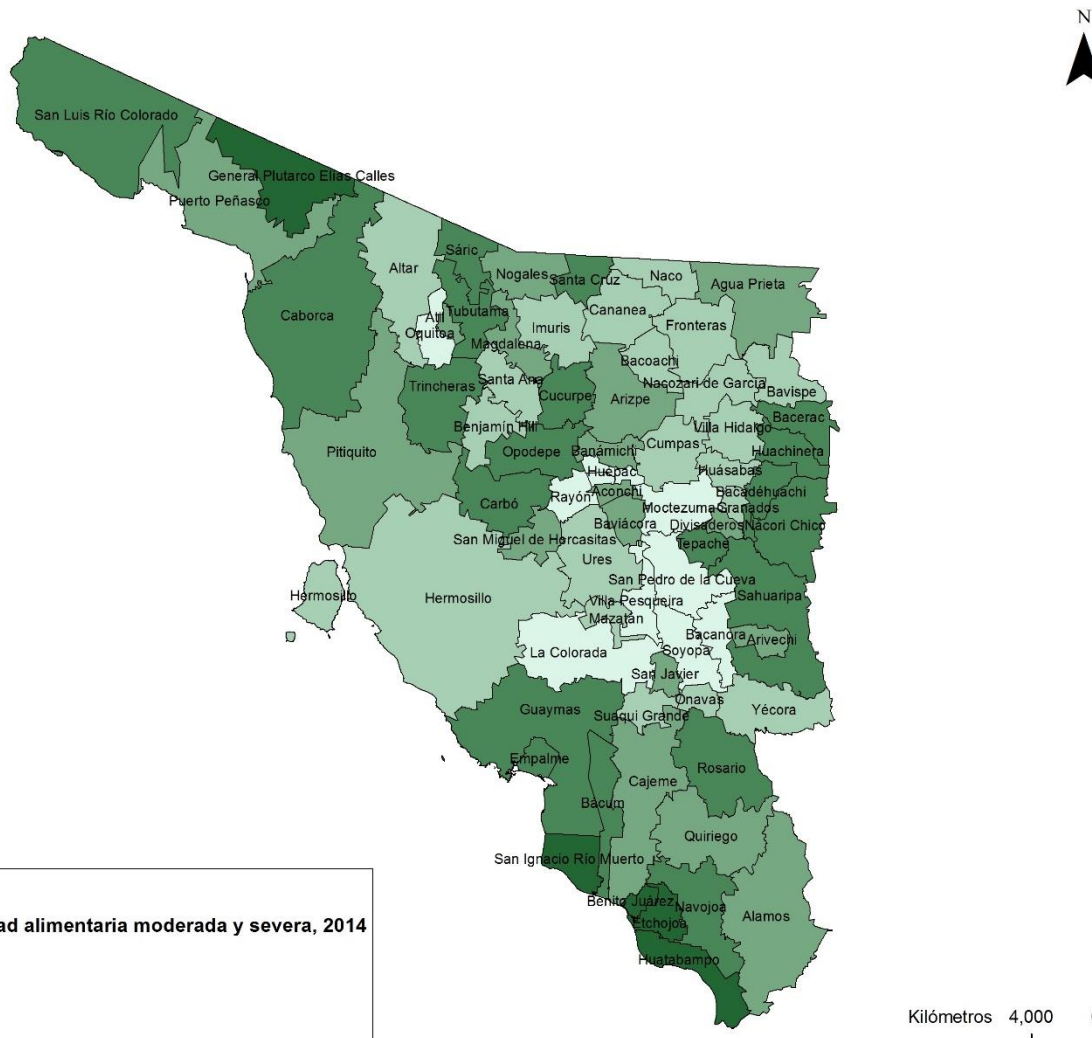 N
San Luis Río Colorado
General Plutarco Elías Calles
Puerto Peñasco
Sáric
Altar
Nogales
Santa Cruz
Naco
Agua Prieta
Caborca
Atil
Tubutama
Oquitoa
Cananea
Imuris
Fronteras
Magdalena
Bacoachi
Trincheras
Santa Ana
Cucurpe
Arizpe
Nacozari de García
Bavispe
Benjamín Hill
Villa Hidalgo
Bacerac
Pitiquito
Opodepe
Banámichi
Cumpas
Huachinera
Huépac
Huásabas
Carbó
Rayón
Aconchi
Bacadéhuachi
Moctezuma
Granados
Baviácora
Divisaderos
Nácori Chico
San Miguel de Horcasitas
Tepache
Ures
San Pedro de la Cueva
Hermosillo
Hermosillo
Villa Pesqueira
Sahuaripa
Mazatán
La Colorada
Bacanora
Arivechi
Soyopa
San Javier
Guaymas
Suaqui Grande
Onavas
Yécora
Empalme
Cajeme
Rosario
Bácum
Quiriego
San Ignacio Río Muerto
Benito Juárez
Navojoa
Alamos
Etchojoa
Huatabampo
ad alimentaria moderada y severa, 2014
Kilómetros 4,000